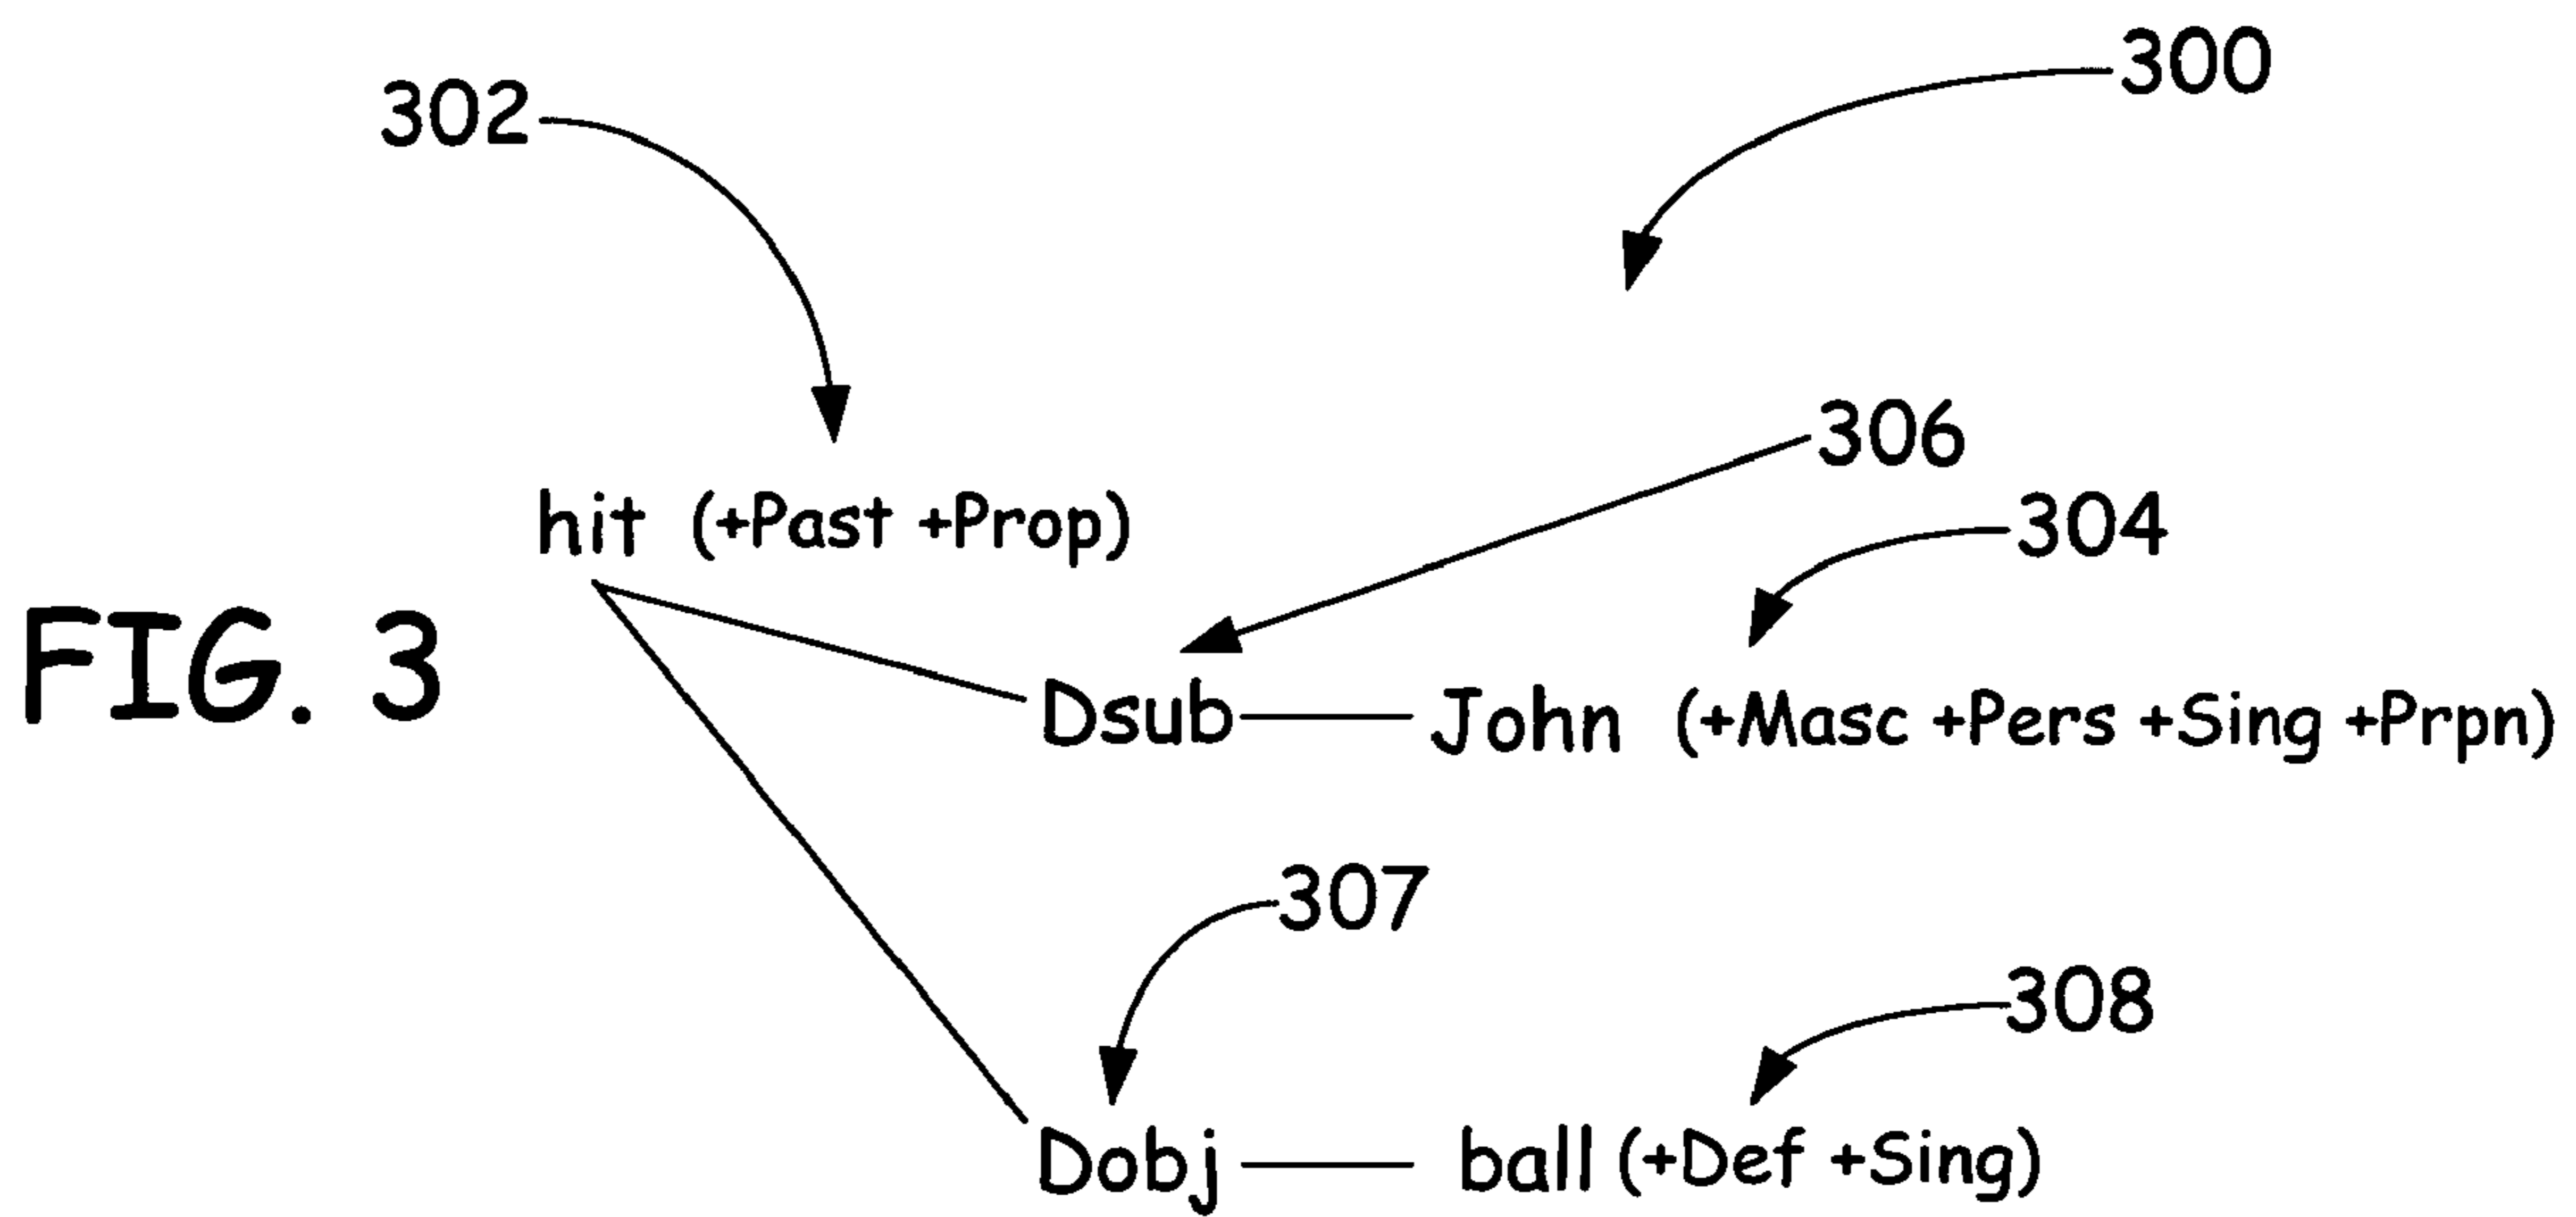 300
302
306
hit (+Past +Prop)
304
FIG. 3
Dsub John (+Masc +Pers +Sing +Prpn)
307
308
Dobj ball (+Def +Sing)